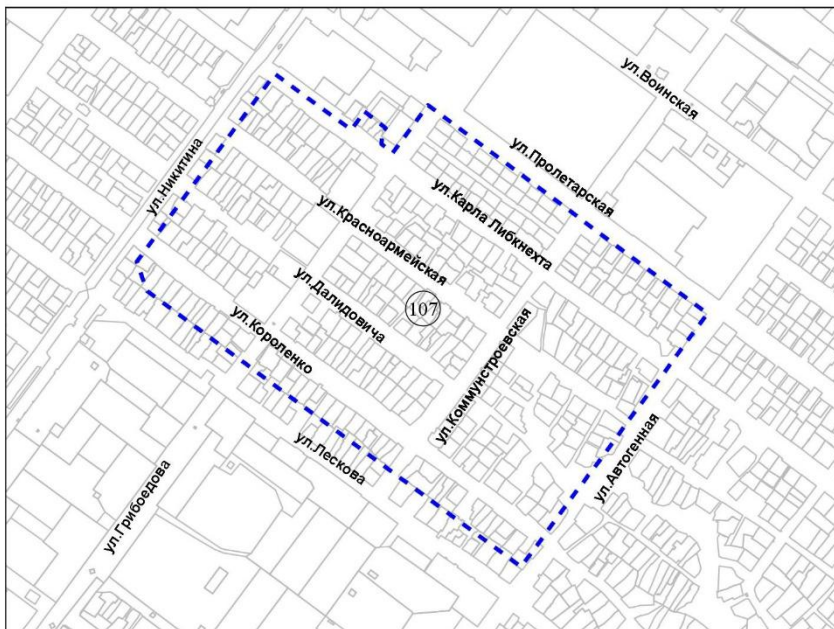 ул.Воинская
ул.Пролетарская
ул.Никитина
ул.Карла Либкнехта
ул.Красноармейская
ул.Далидовича
107
ул.Короленко
ул.Коммунстроевская
ул.Автогенная
ул.Лескова
ул.Грибоедова